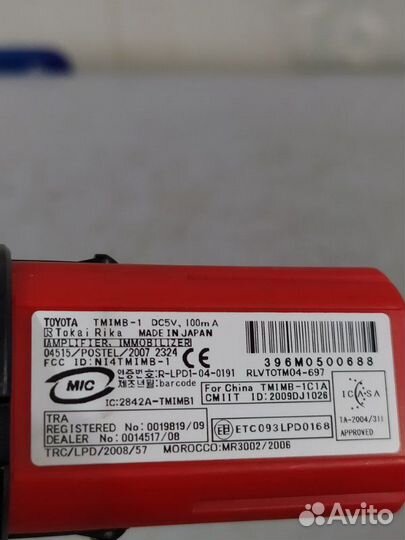 TOYOTA TMIMB-1 DC5V, 100mA
Tokai Rika MADE IN JAPAN
AMPLIFIER, IMMOBILIZER
04515/POSTEL/2007 2324
FCC ID:NI4TMIMB-1
396M0500688
인증번호:R-LPD1-04-0191 RLVTOTM04-697
제조년월:barcode
MIC
For China TMIMB-1C1A
CMIIT ID:2009DJ1026
IC:2842A-TMIMB1
ICASA
TA-2004/311
APPROVED
TRA
REGISTERED No:0019819/09
DEALER No:0014517/08
ETC093LPD0168
TRC/LPD/2008/57 MOROCCO:MR3002/2006
Avito